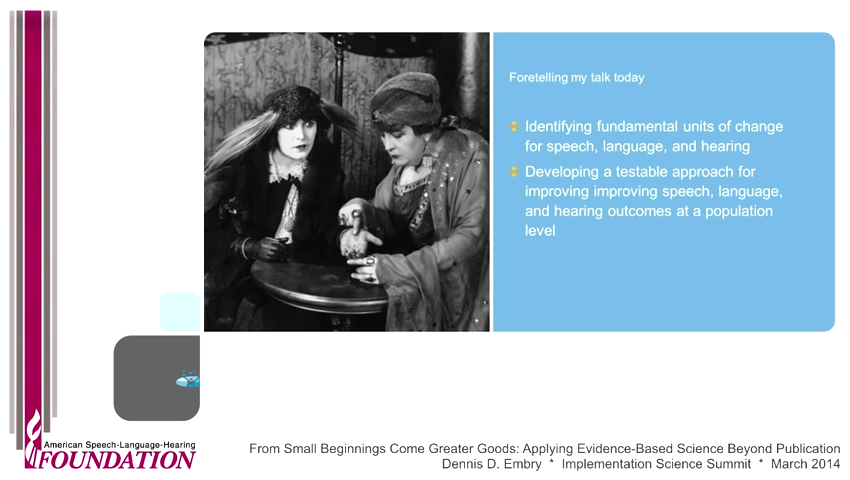 Foretelling my talk today
Identifying fundamental units of change
for speech, language, and hearing
Developing a testable approach for
improving improving speech, language,
and hearing outcomes at a population
level
American Speech-Language-Hearing
FOUNDATION
From Small Beginnings Come Greater Goods: Applying Evidence-Based Science Beyond Publication
Dennis D. Embry * Implementation Science Summit * March 2014